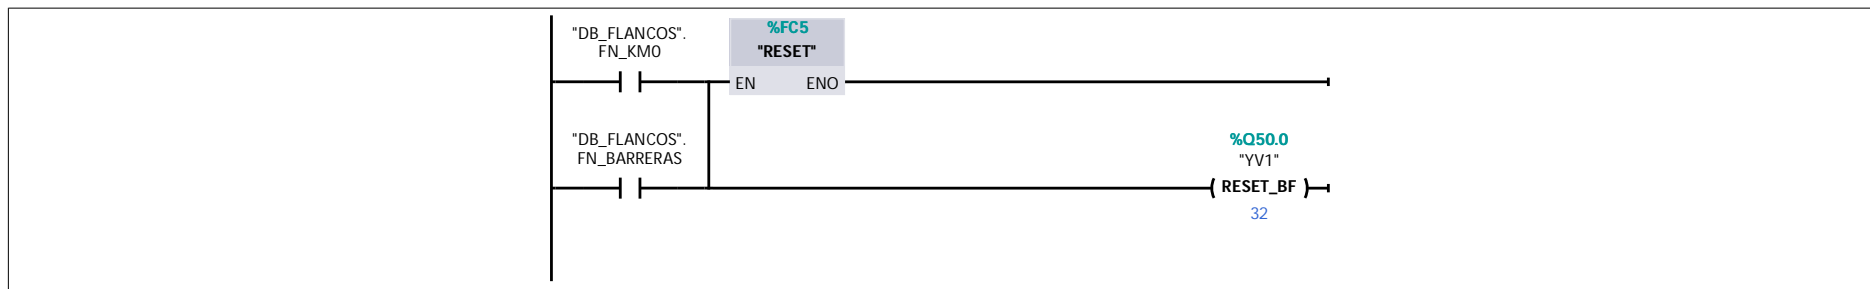 "DB_FLANCOS".
FN_KM0
%FC5
"RESET"
EN ENO
"DB_FLANCOS".
FN_BARRERAS
%Q50.0
"YV1"
RESET_BF
32